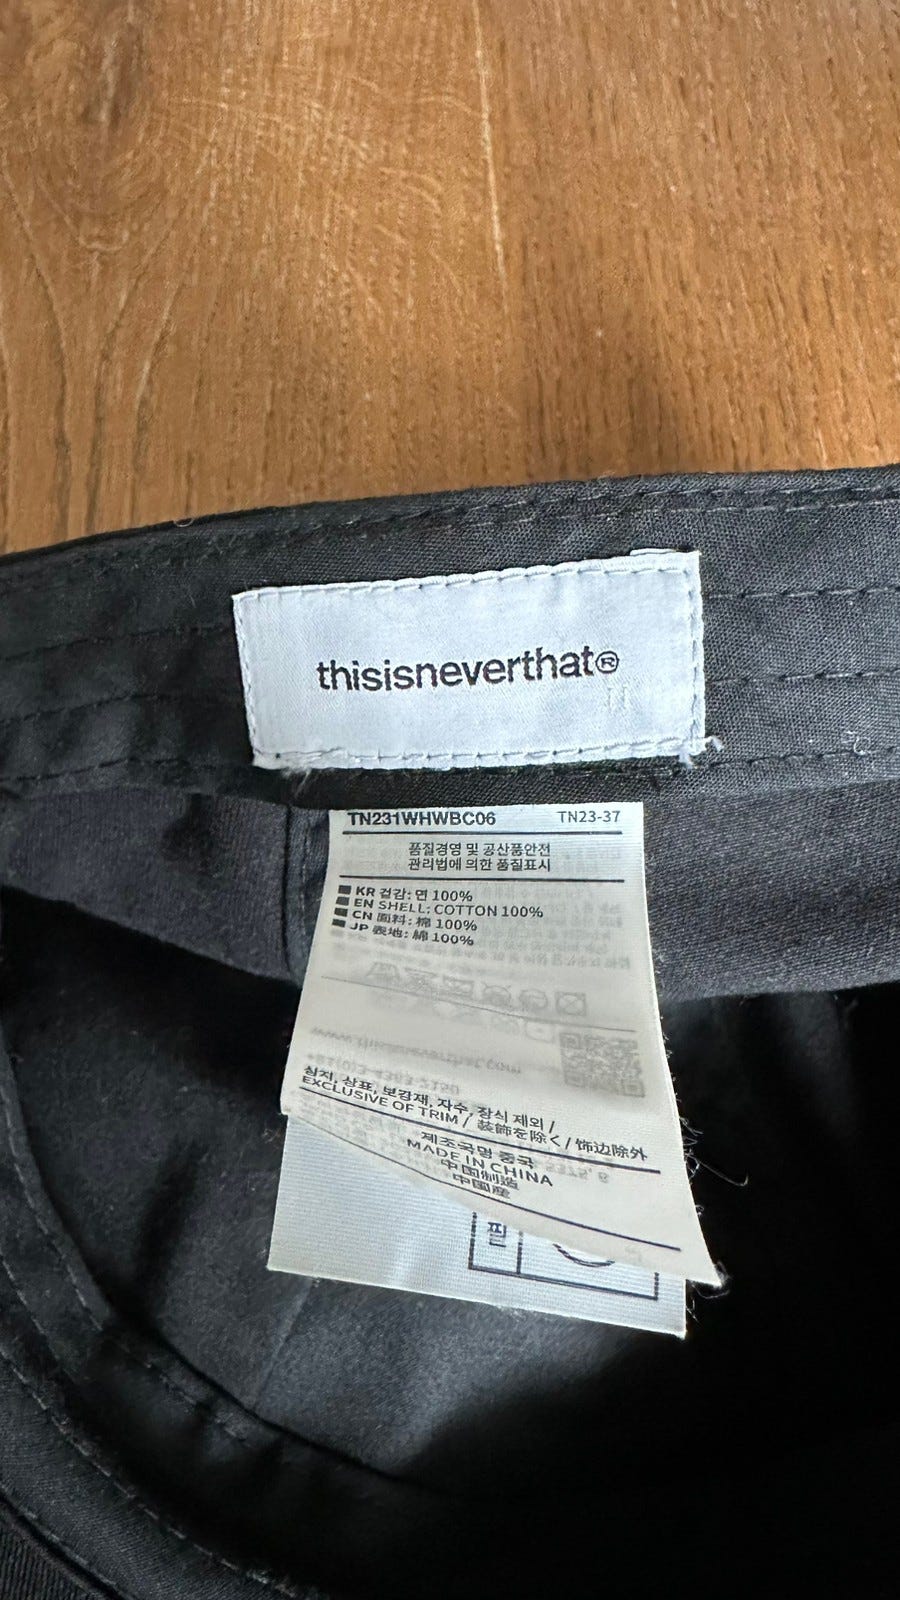 thisisneverthat®
TN231WHWBC06 TN23-37
품질경영 및 공산품안전
관리법에 의한 품질표시
KR 겉감: 면 100%
EN SHELL: COTTON 100%
CN 面料: 棉 100%
JP 表地: 綿 100%
www.thisisneverthat.com
심지, 상표, 보강재, 자수, 장식 제외 /
EXCLUSIVE OF TRIM / 装飾を除く / 饰边除外
제조국명 중국
MADE IN CHINA
中国制造
中国産
필